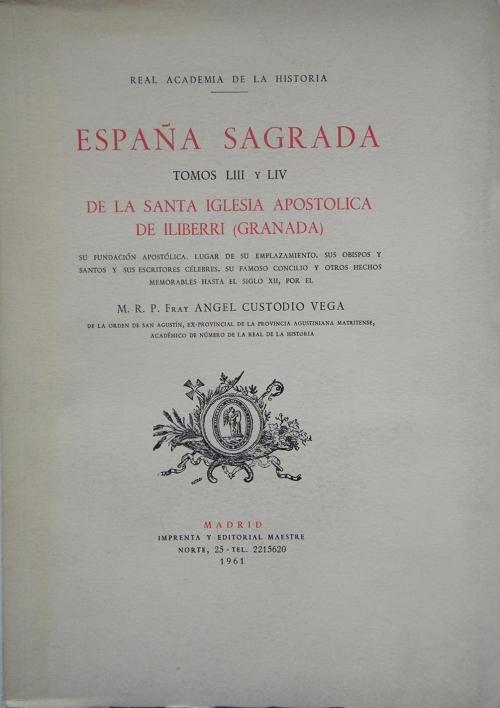 REAL ACADEMIA DE LA HISTORIA
ESPAÑA SAGRADA
TOMOS LIII Y LIV
DE LA SANTA IGLESIA APOSTOLICA
DE ILIBERRI (GRANADA)
SU FUNDACIÓN APOSTÓLICA. LUGAR DE SU EMPLAZAMIENTO. SUS OBISPOS Y
SANTOS Y SUS ESCRITORES CÉLEBRES. SU FAMOSO CONCILIO Y OTROS HECHOS
MEMORABLES HASTA EL SIGLO XII, POR EL
M. R. P. FRAY ANGEL CUSTODIO VEGA
DE LA ORDEN DE SAN AGUSTÍN, EX-PROVINCIAL DE LA PROVINCIA AGUSTINIANA MATRITENSE,
ACADÉMICO DE NÚMERO DE LA REAL DE LA HISTORIA
MADRID
IMPRENTA Y EDITORIAL MAESTRE
NORTE, 25 - TEL. 2215620
1961